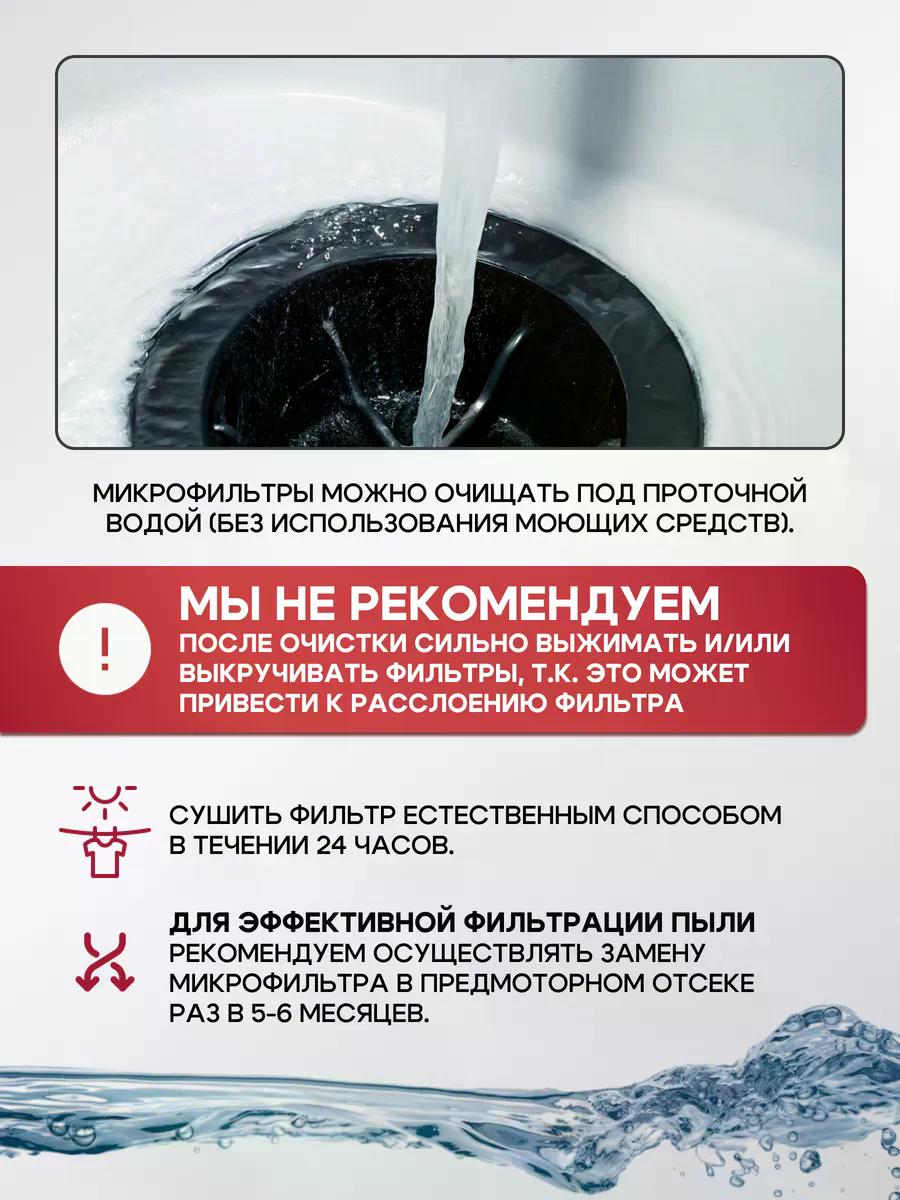 МИКРОФИЛЬТРЫ МОЖНО ОЧИЩАТЬ ПОД ПРОТОЧНОЙ
ВОДОЙ (БЕЗ ИСПОЛЬЗОВАНИЯ МОЮЩИХ СРЕДСТВ).
!
МЫ НЕ РЕКОМЕНДУЕМ
ПОСЛЕ ОЧИСТКИ СИЛЬНО ВЫЖИМАТЬ И/ИЛИ
ВЫКРУЧИВАТЬ ФИЛЬТРЫ, Т.К. ЭТО МОЖЕТ
ПРИВЕСТИ К РАССЛОЕНИЮ ФИЛЬТРА
СУШИТЬ ФИЛЬТР ЕСТЕСТВЕННЫМ СПОСОБОМ
В ТЕЧЕНИИ 24 ЧАСОВ.
ДЛЯ ЭФФЕКТИВНОЙ ФИЛЬТРАЦИИ ПЫЛИ
РЕКОМЕНДУЕМ ОСУЩЕСТВЛЯТЬ ЗАМЕНУ
МИКРОФИЛЬТРА В ПРЕДМОТОРНОМ ОТСЕКЕ
РАЗ В 5-6 МЕСЯЦЕВ.